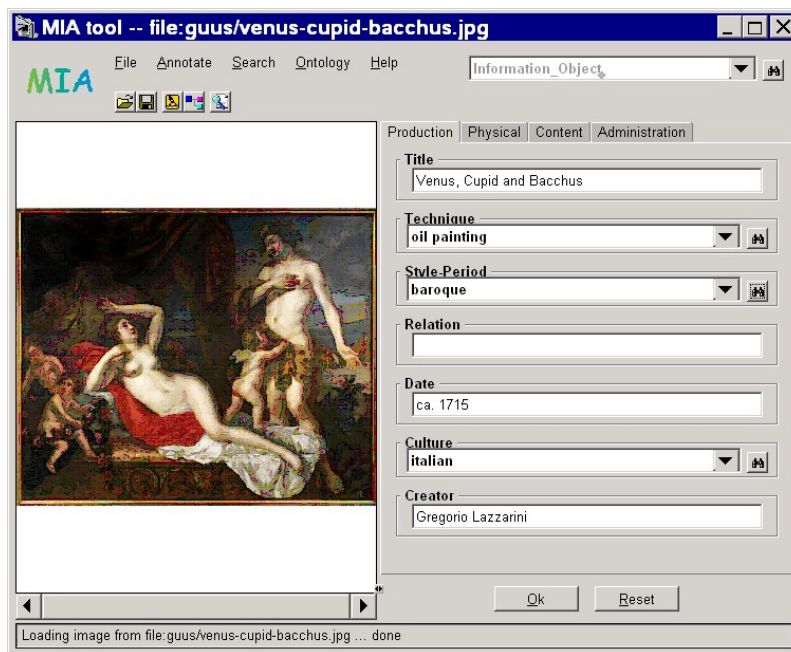 MIA tool -- file:guus/venus-cupid-bacchus.jpg
MIA
File Annotate Search Ontology Help
Information_Object
Production Physical Content Administration
Title
Venus, Cupid and Bacchus
Technique
oil painting
Style-Period
baroque
Relation
Date
ca. 1715
Culture
italian
Creator
Gregorio Lazzarini
Ok Reset
Loading image from file:guus/venus-cupid-bacchus.jpg ... done